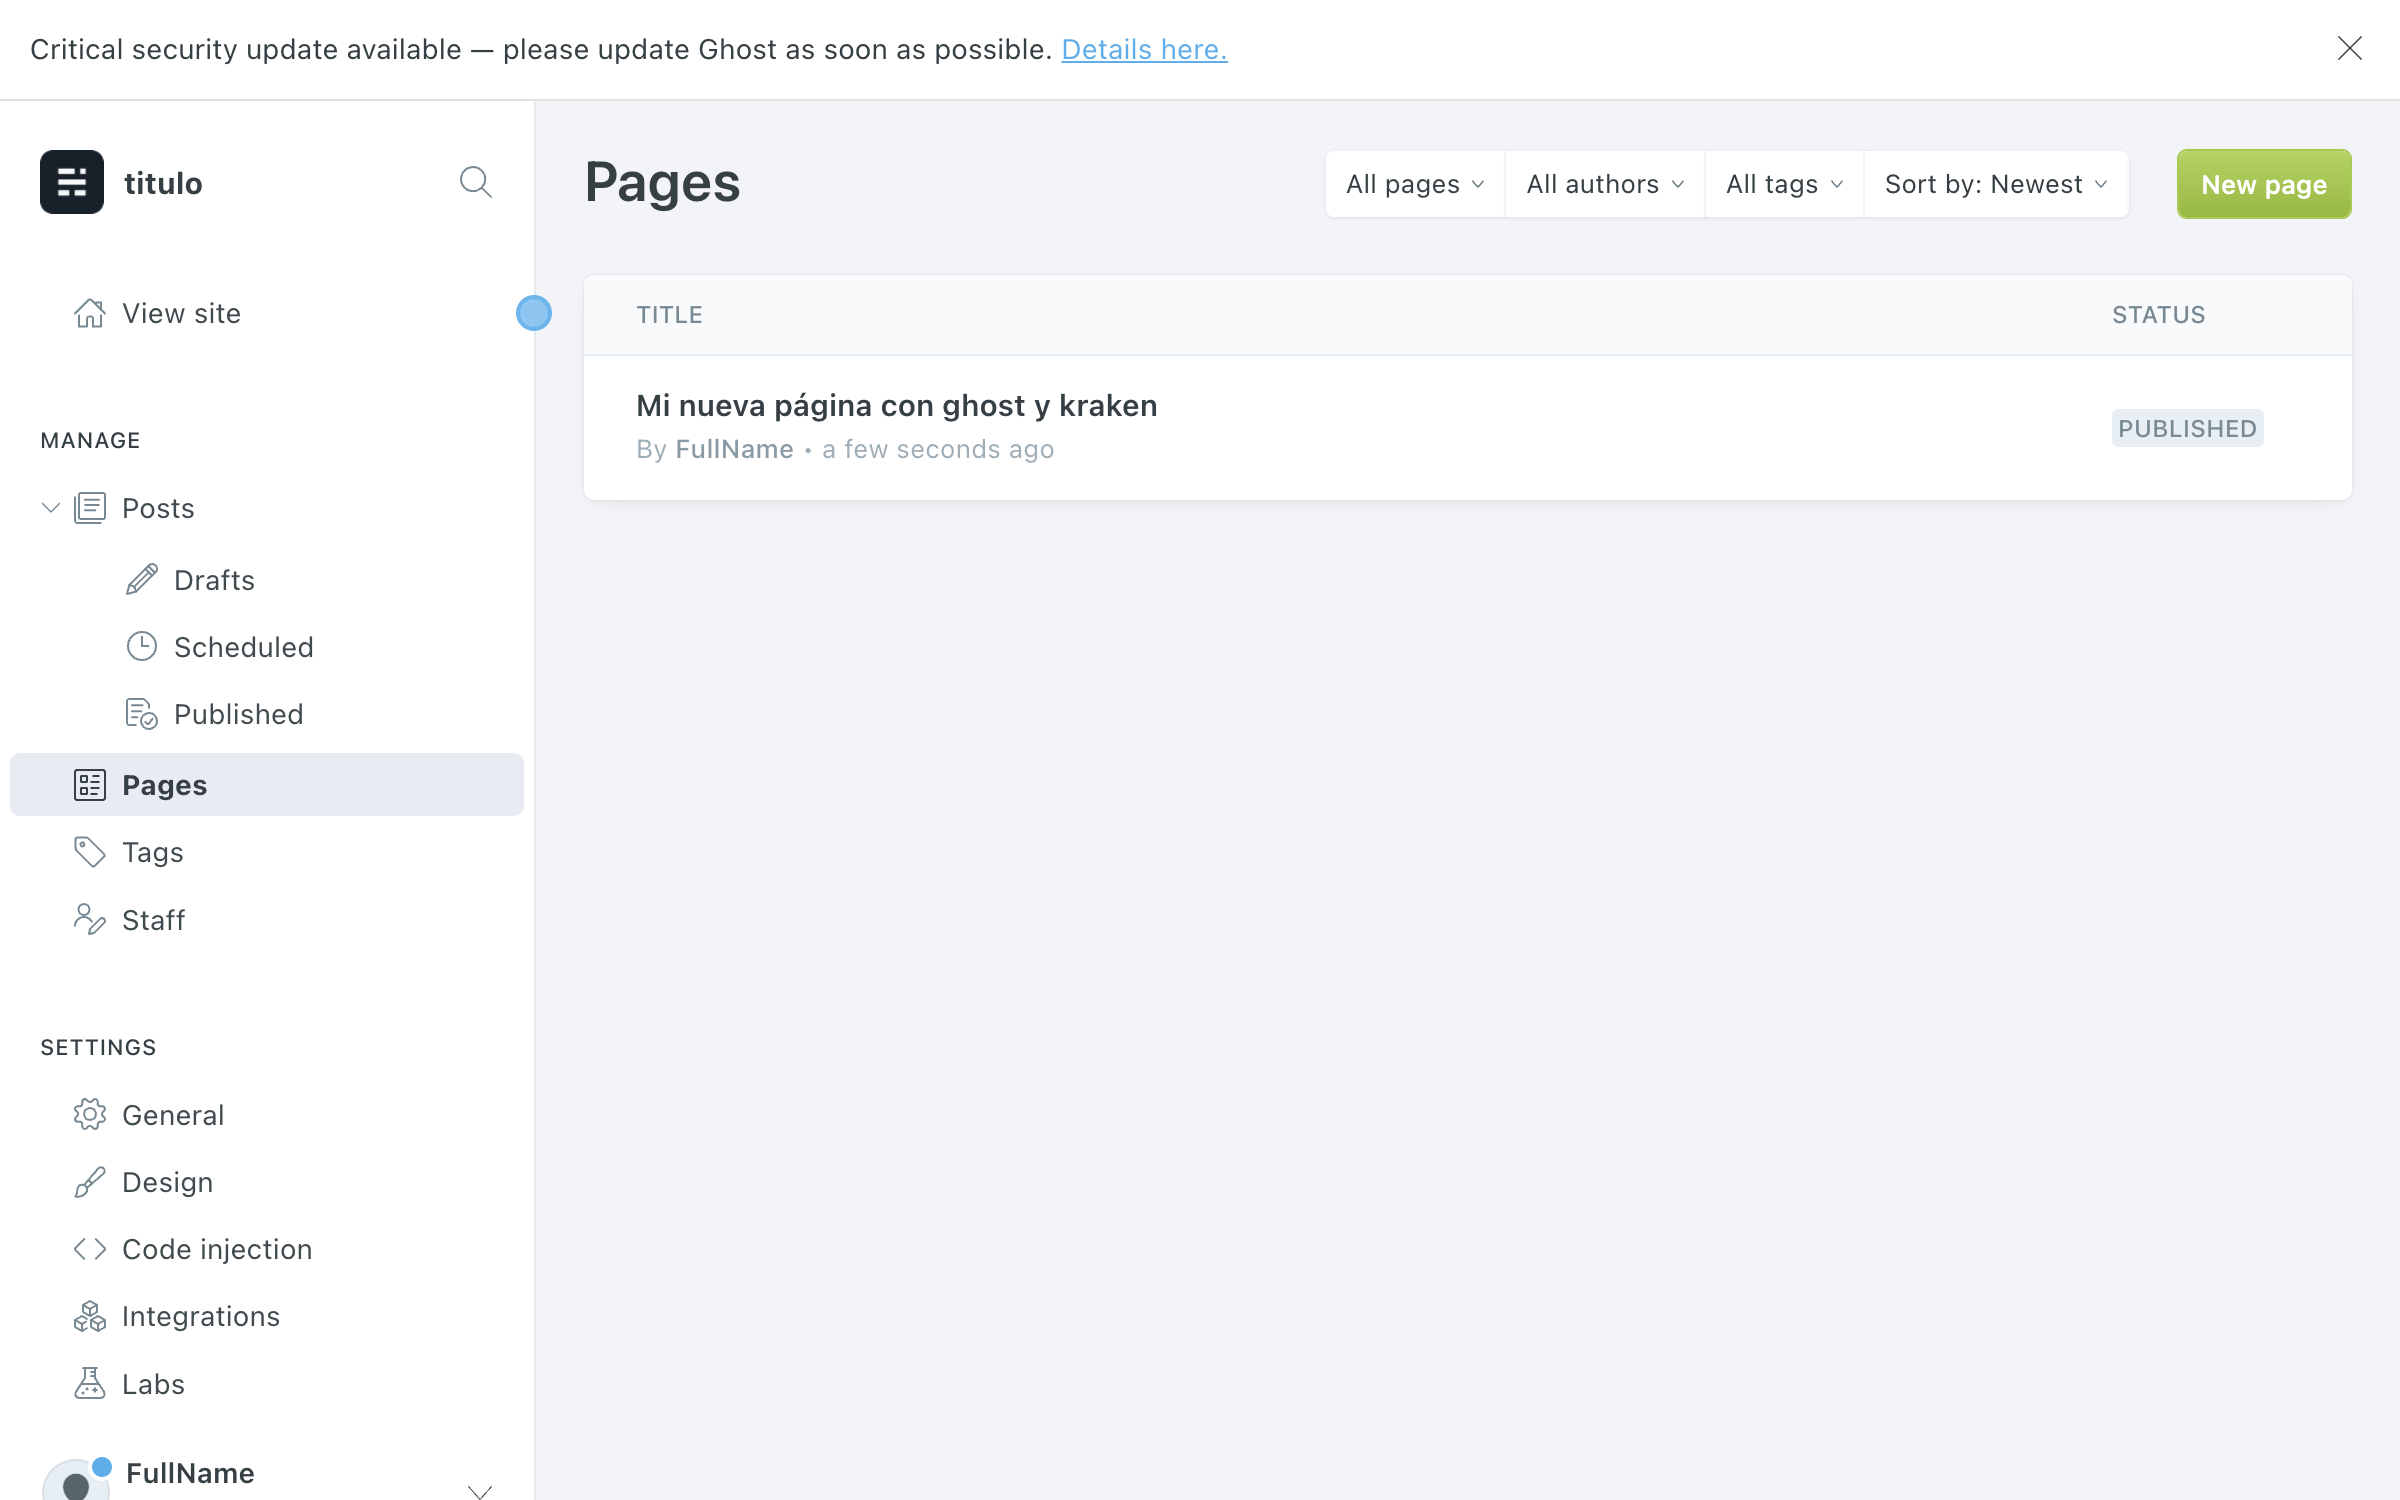 Critical security update available — please update Ghost as soon as possible. Details here.
titulo
View site
MANAGE
Posts
Drafts
Scheduled
Published
Pages
Tags
Staff
SETTINGS
General
Design
Code injection
Integrations
Labs
FullName
Pages
All pages
All authors
All tags
Sort by: Newest
New page
TITLE
STATUS
Mi nueva página con ghost y kraken
By FullName • a few seconds ago
PUBLISHED